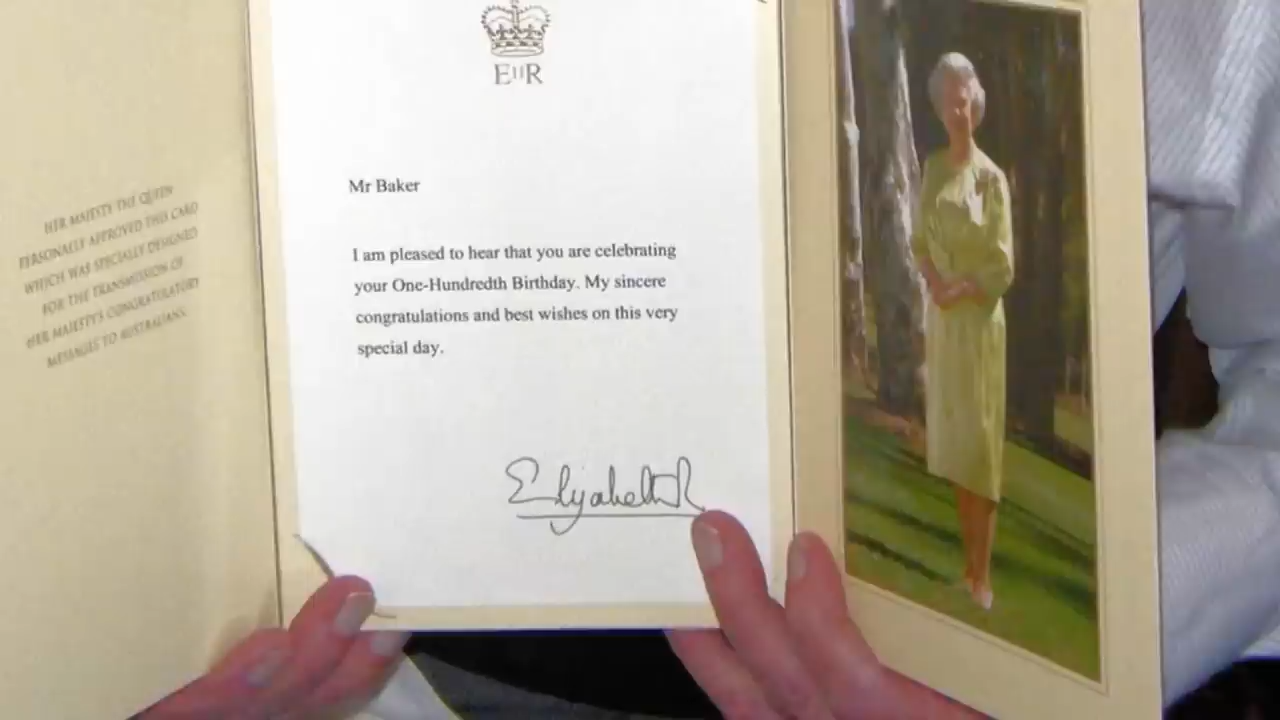 HER MAJESTY THE QUEEN
PERSONALLY APPROVED THIS CARD
WHICH WAS SPECIALLY DESIGNED
FOR THE TRANSMISSION OF
HER MAJESTY'S CONGRATULATORY
MESSAGES TO AUSTRALIANS.
EIIR
Mr Baker
I am pleased to hear that you are celebrating
your One-Hundredth Birthday. My sincere
congratulations and best wishes on this very
special day.
Elizabeth R